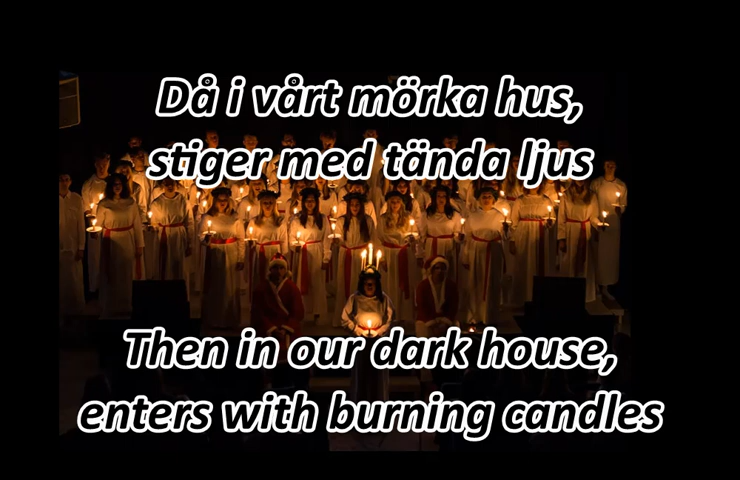 Då i vårt mörka hus,
stiger med tända ljus
Then in our dark house,
enters with burning candles